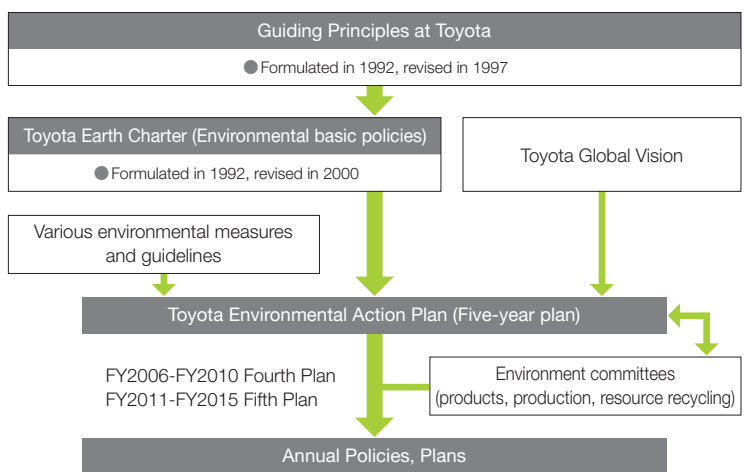 Guiding Principles at Toyota
●Formulated in 1992, revised in 1997
Toyota Earth Charter (Environmental basic policies)
●Formulated in 1992, revised in 2000
Toyota Global Vision
Various environmental measures
and guidelines
Toyota Environmental Action Plan (Five-year plan)
FY2006-FY2010 Fourth Plan
FY2011-FY2015 Fifth Plan
Environment committees
(products, production, resource recycling)
Annual Policies, Plans